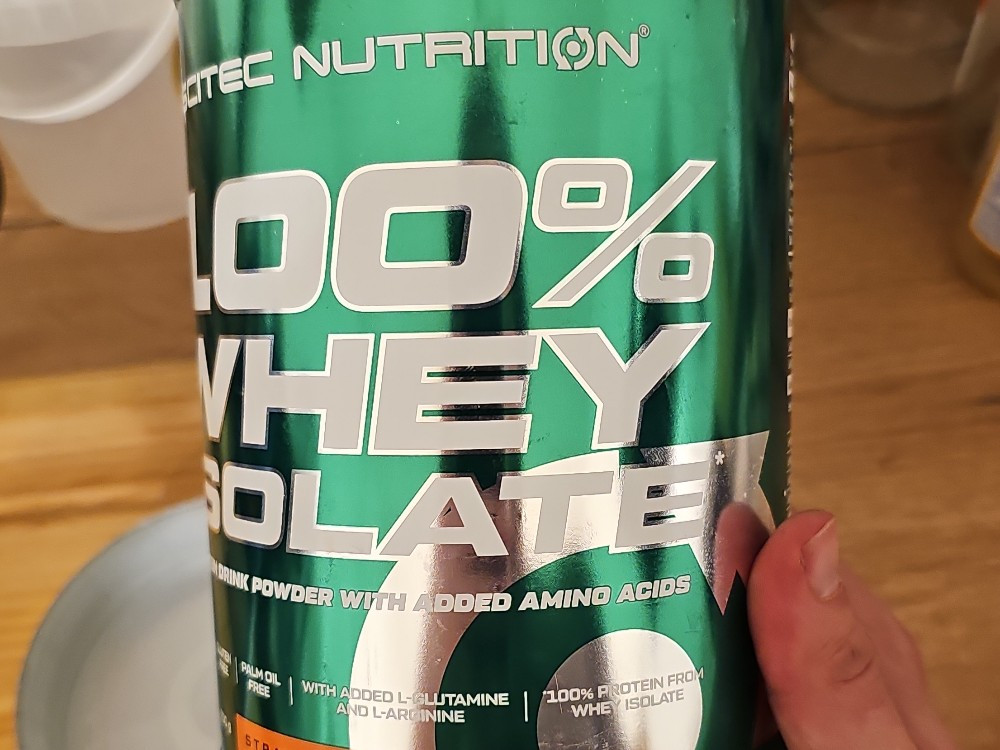 SCITEC NUTRITION®
100%
WHEY
ISOLATE*
DRINK POWDER WITH ADDED AMINO ACIDS
PALM OIL
FREE
WITH ADDED L-GLUTAMINE
AND L-ARGININE
*100% PROTEIN FROM
WHEY ISOLATE